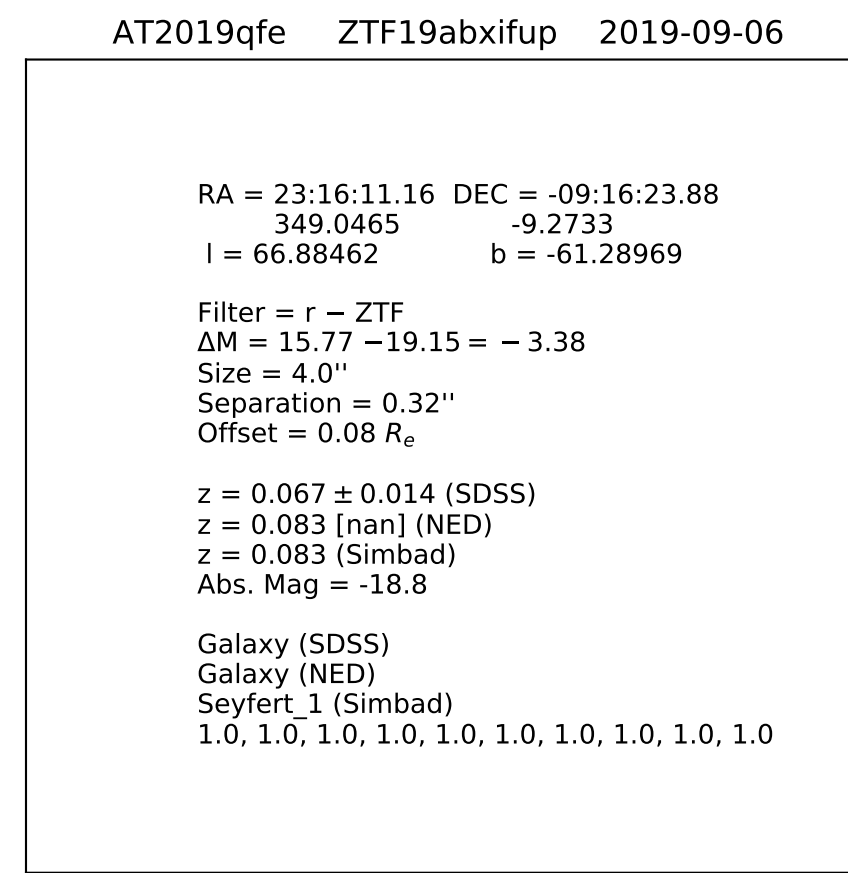 AT2019qfe ZTF19abxifup 2019-09-06
RA = 23:16:11.16 DEC = -09:16:23.88
349.0465 -9.2733
l = 66.88462 b = -61.28969
Filter = r − ZTF
ΔM = 15.77 −19.15 = − 3.38
Size = 4.0''
Separation = 0.32''
Offset = 0.08 Rₑ
z = 0.067 ± 0.014 (SDSS)
z = 0.083 [nan] (NED)
z = 0.083 (Simbad)
Abs. Mag = -18.8
Galaxy (SDSS)
Galaxy (NED)
Seyfert_1 (Simbad)
1.0, 1.0, 1.0, 1.0, 1.0, 1.0, 1.0, 1.0, 1.0, 1.0